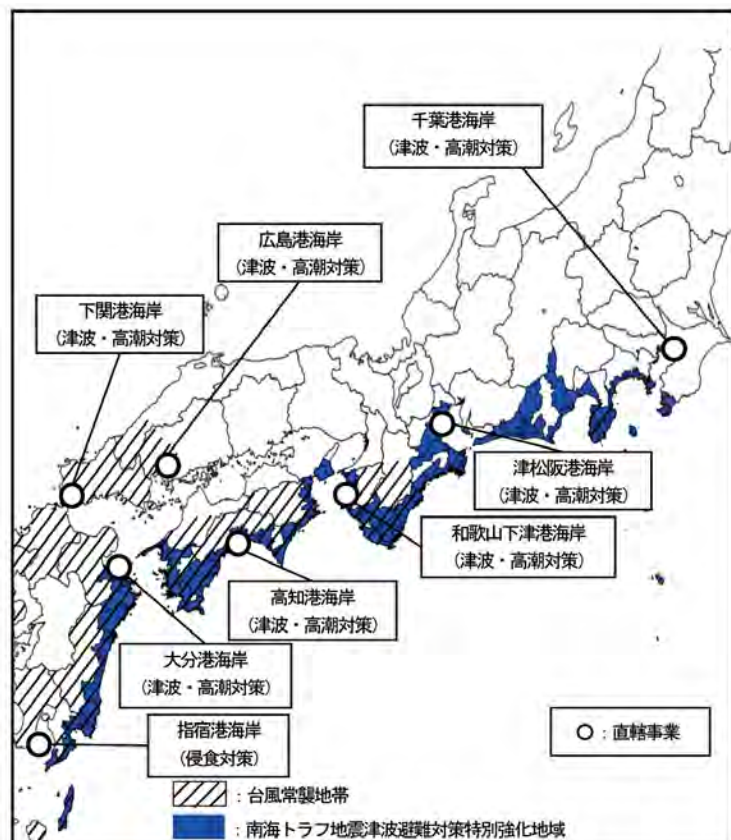 千葉港海岸
(津波・高潮対策)
広島港海岸
(津波・高潮対策)
下関港海岸
(津波・高潮対策)
津松阪港海岸
(津波・高潮対策)
和歌山下津港海岸
(津波・高潮対策)
高知港海岸
(津波・高潮対策)
大分港海岸
(津波・高潮対策)
指宿港海岸
(侵食対策)
○:直轄事業
:台風常襲地帯
:南海トラフ地震津波避難対策特別強化地域